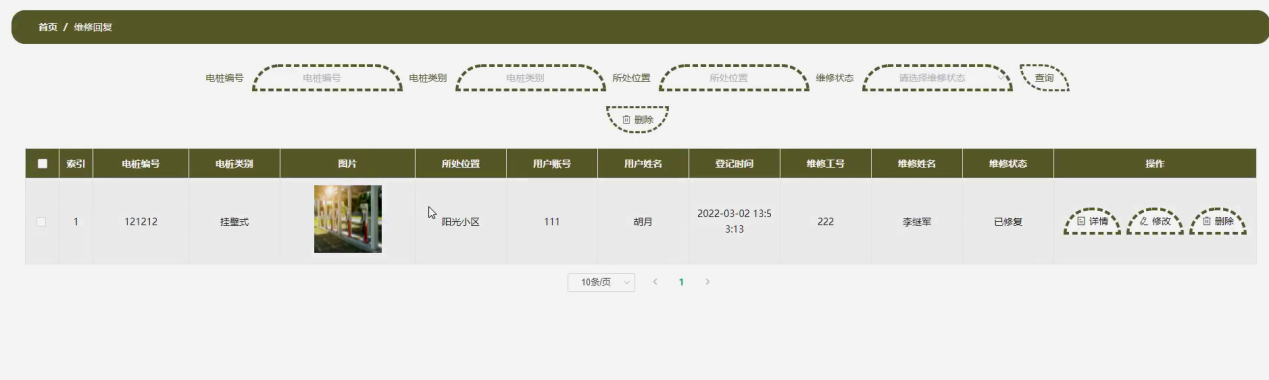 首页 / 维修回复
电桩编号 电桩编号 电桩类别 电桩类别 所处位置 所处位置 维修状态 请选择维修状态 查询
删除
索引 电桩编号 电桩类别 图片 所处位置 用户账号 用户姓名 登记时间 维修工号 维修姓名 维修状态 操作
1 121212 挂壁式 阳光小区 111 胡月 2022-03-02 13:5 222 李继军 已修复 详情 修改 删除
3:13
10条/页 1